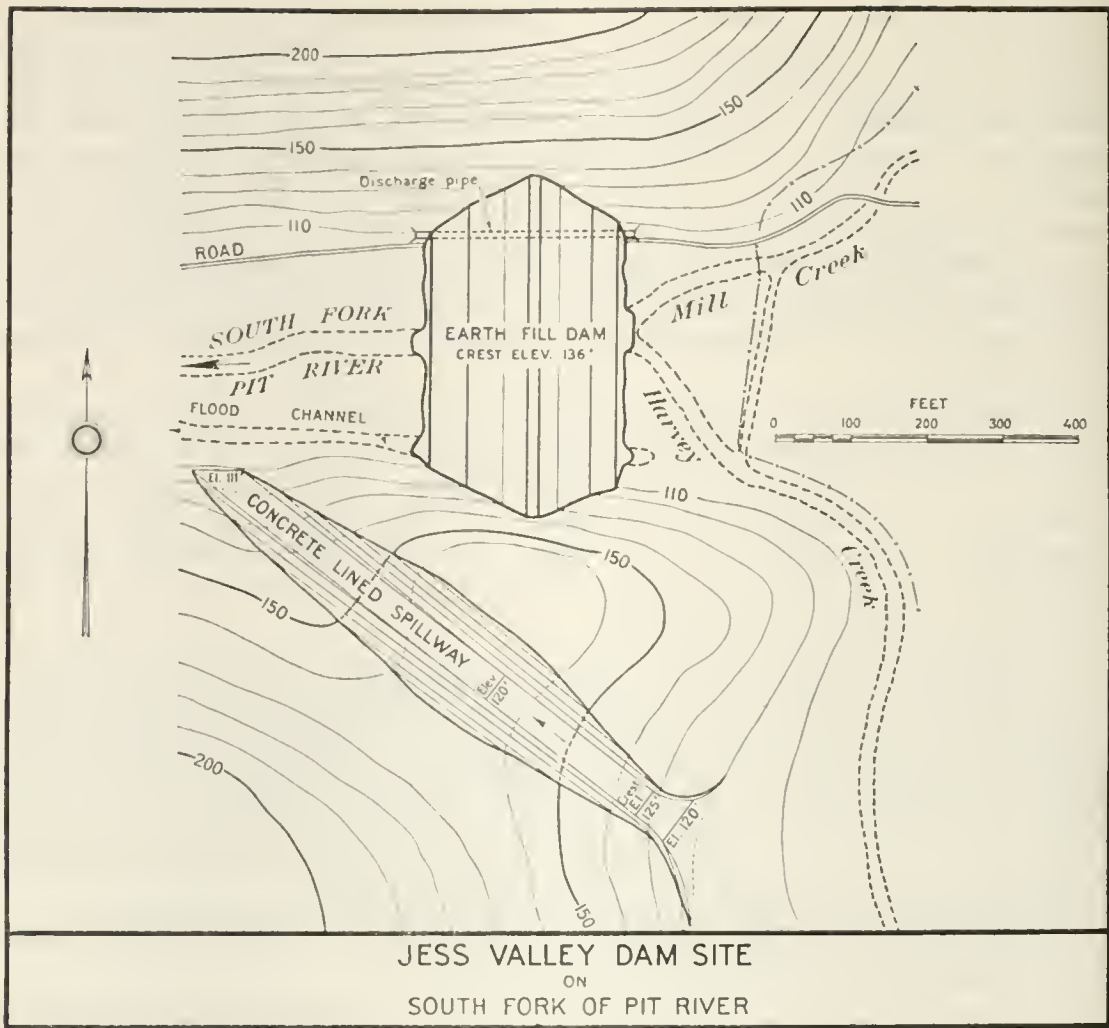 200
150
150
Discharge pipe
110
110
ROAD
Mill Creek
SOUTH FORK
PIT RIVER
EARTH FILL DAM
CREST ELEV. 136'
FLOOD CHANNEL
Harvey
Creek
FEET
0 100 200 300 400
El. 111
110
CONCRETE LINED SPILLWAY
150
150
Elev
120'
200
Crest
El
125'
El. 120'
150
JESS VALLEY DAM SITE
ON
SOUTH FORK OF PIT RIVER